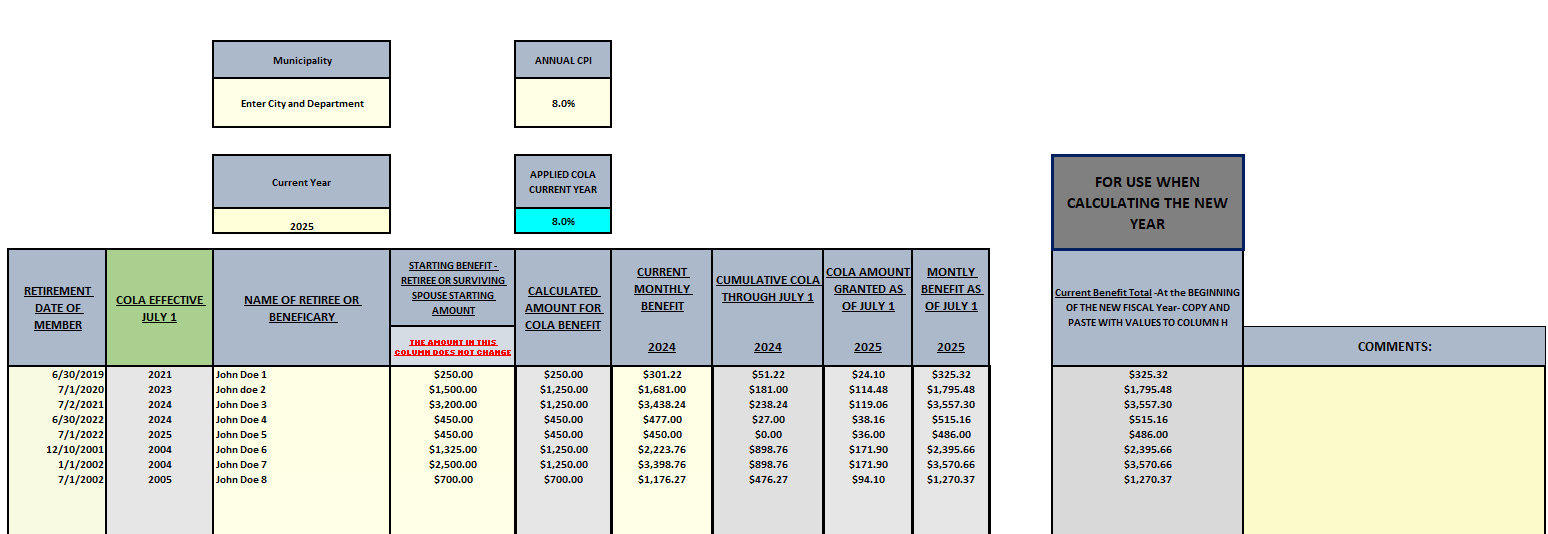 Municipality
ANNUAL CPI
Enter City and Department
8.0%
Current Year
APPLIED COLA
CURRENT YEAR
2025
8.0%
FOR USE WHEN
CALCULATING THE NEW
YEAR
RETIREMENT
DATE OF
MEMBER
COLA EFFECTIVE
JULY 1
NAME OF RETIREE OR
BENEFICARY
STARTING BENEFIT -
RETIREE OR SURVIVING
SPOUSE STARTING
AMOUNT
THE AMOUNT IN THIS
COLUMN DOES NOT CHANGE
CALCULATED
AMOUNT FOR
COLA BENEFIT
CURRENT
MONTHLY
BENEFIT
2024
CUMULATIVE COLA
THROUGH JULY 1
2024
COLA AMOUNT
GRANTED AS
OF JULY 1
2025
MONTLY
BENEFIT AS
OF JULY 1
2025
Current Benefit Total -At the BEGINNING
OF THE NEW FISCAL Year- COPY AND
PASTE WITH VALUES TO COLUMN H
COMMENTS:
6/30/2019 2021 John Doe 1 $250.00 $250.00 $301.22 $51.22 $24.10 $325.32 $325.32
7/1/2020 2023 John doe 2 $1,500.00 $1,250.00 $1,681.00 $181.00 $114.48 $1,795.48 $1,795.48
7/2/2021 2024 John Doe 3 $3,200.00 $1,250.00 $3,438.24 $238.24 $119.06 $3,557.30 $3,557.30
6/30/2022 2024 John Doe 4 $450.00 $450.00 $477.00 $27.00 $38.16 $515.16 $515.16
7/1/2022 2025 John Doe 5 $450.00 $450.00 $450.00 $0.00 $36.00 $486.00 $486.00
12/10/2001 2004 John Doe 6 $1,325.00 $1,250.00 $2,223.76 $898.76 $171.90 $2,395.66 $2,395.66
1/1/2002 2004 John Doe 7 $2,500.00 $1,250.00 $3,398.76 $898.76 $171.90 $3,570.66 $3,570.66
7/1/2002 2005 John Doe 8 $700.00 $700.00 $1,176.27 $476.27 $94.10 $1,270.37 $1,270.37